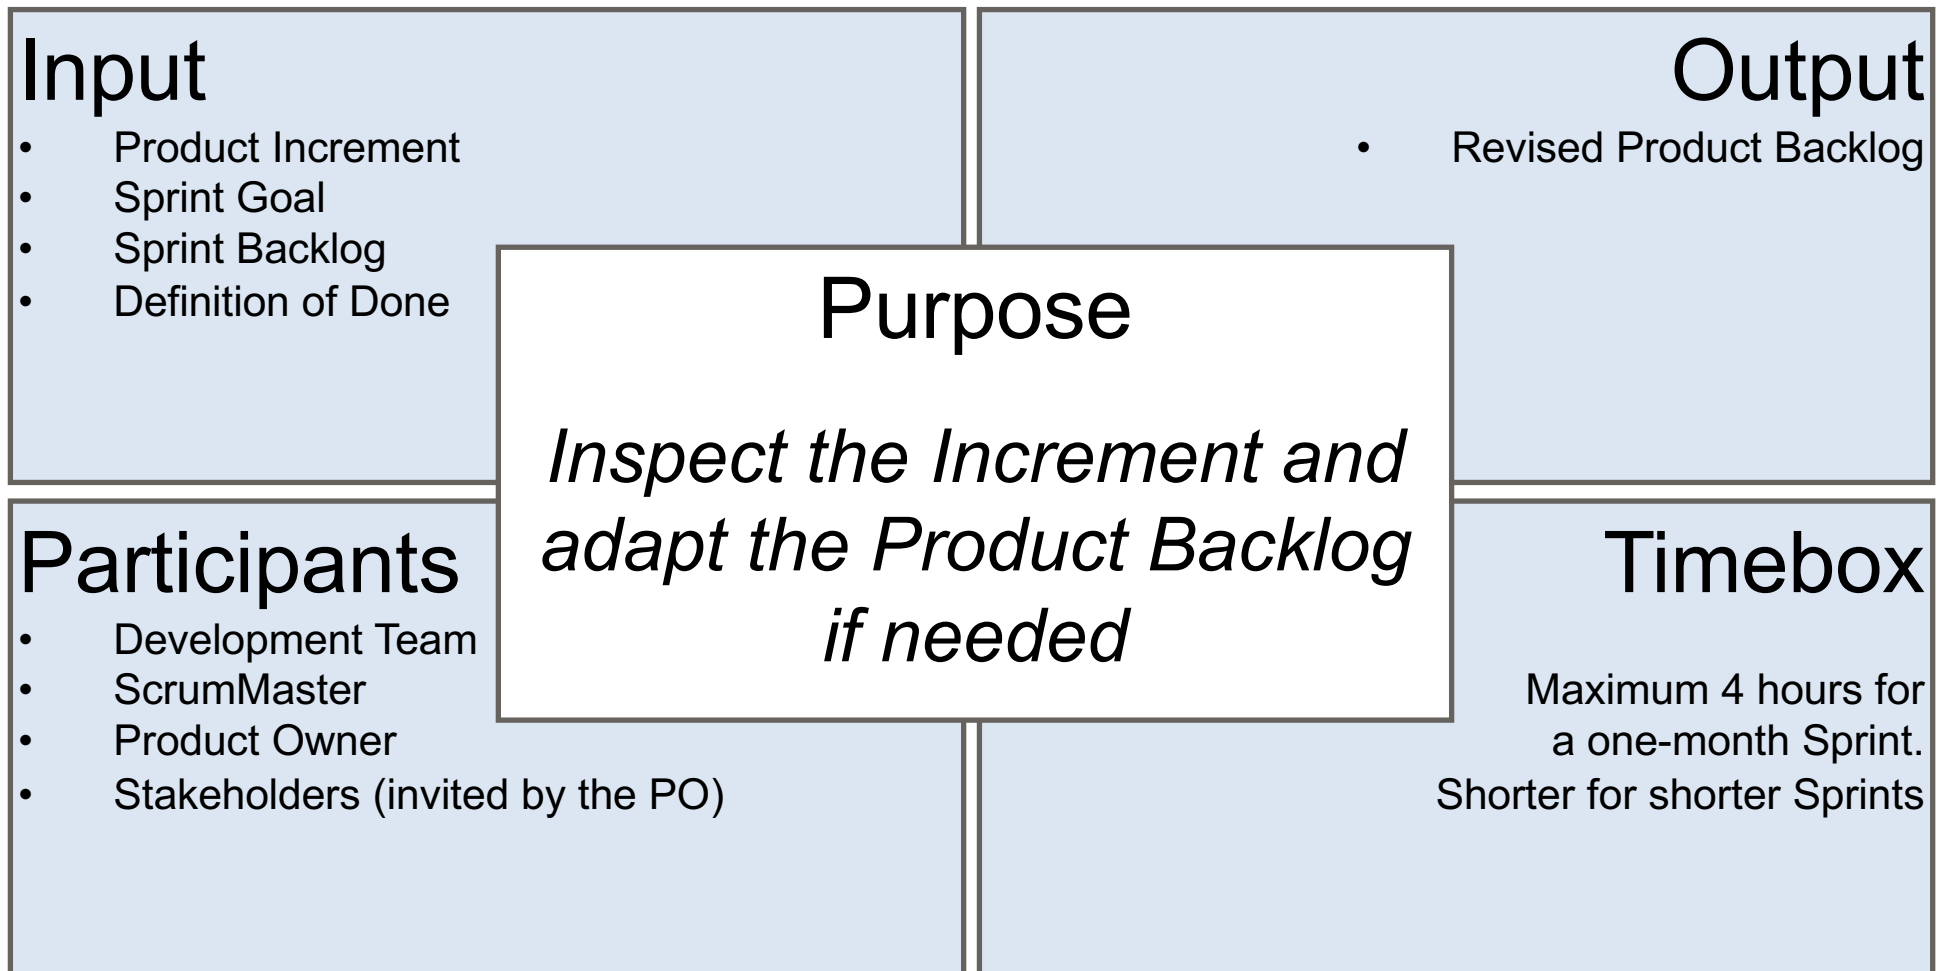 Input
• Product Increment
• Sprint Goal
• Sprint Backlog
• Definition of Done
Output
• Revised Product Backlog
Purpose
Inspect the Increment and
adapt the Product Backlog
if needed
Participants
• Development Team
• ScrumMaster
• Product Owner
• Stakeholders (invited by the PO)
Timebox
Maximum 4 hours for
a one-month Sprint.
Shorter for shorter Sprints